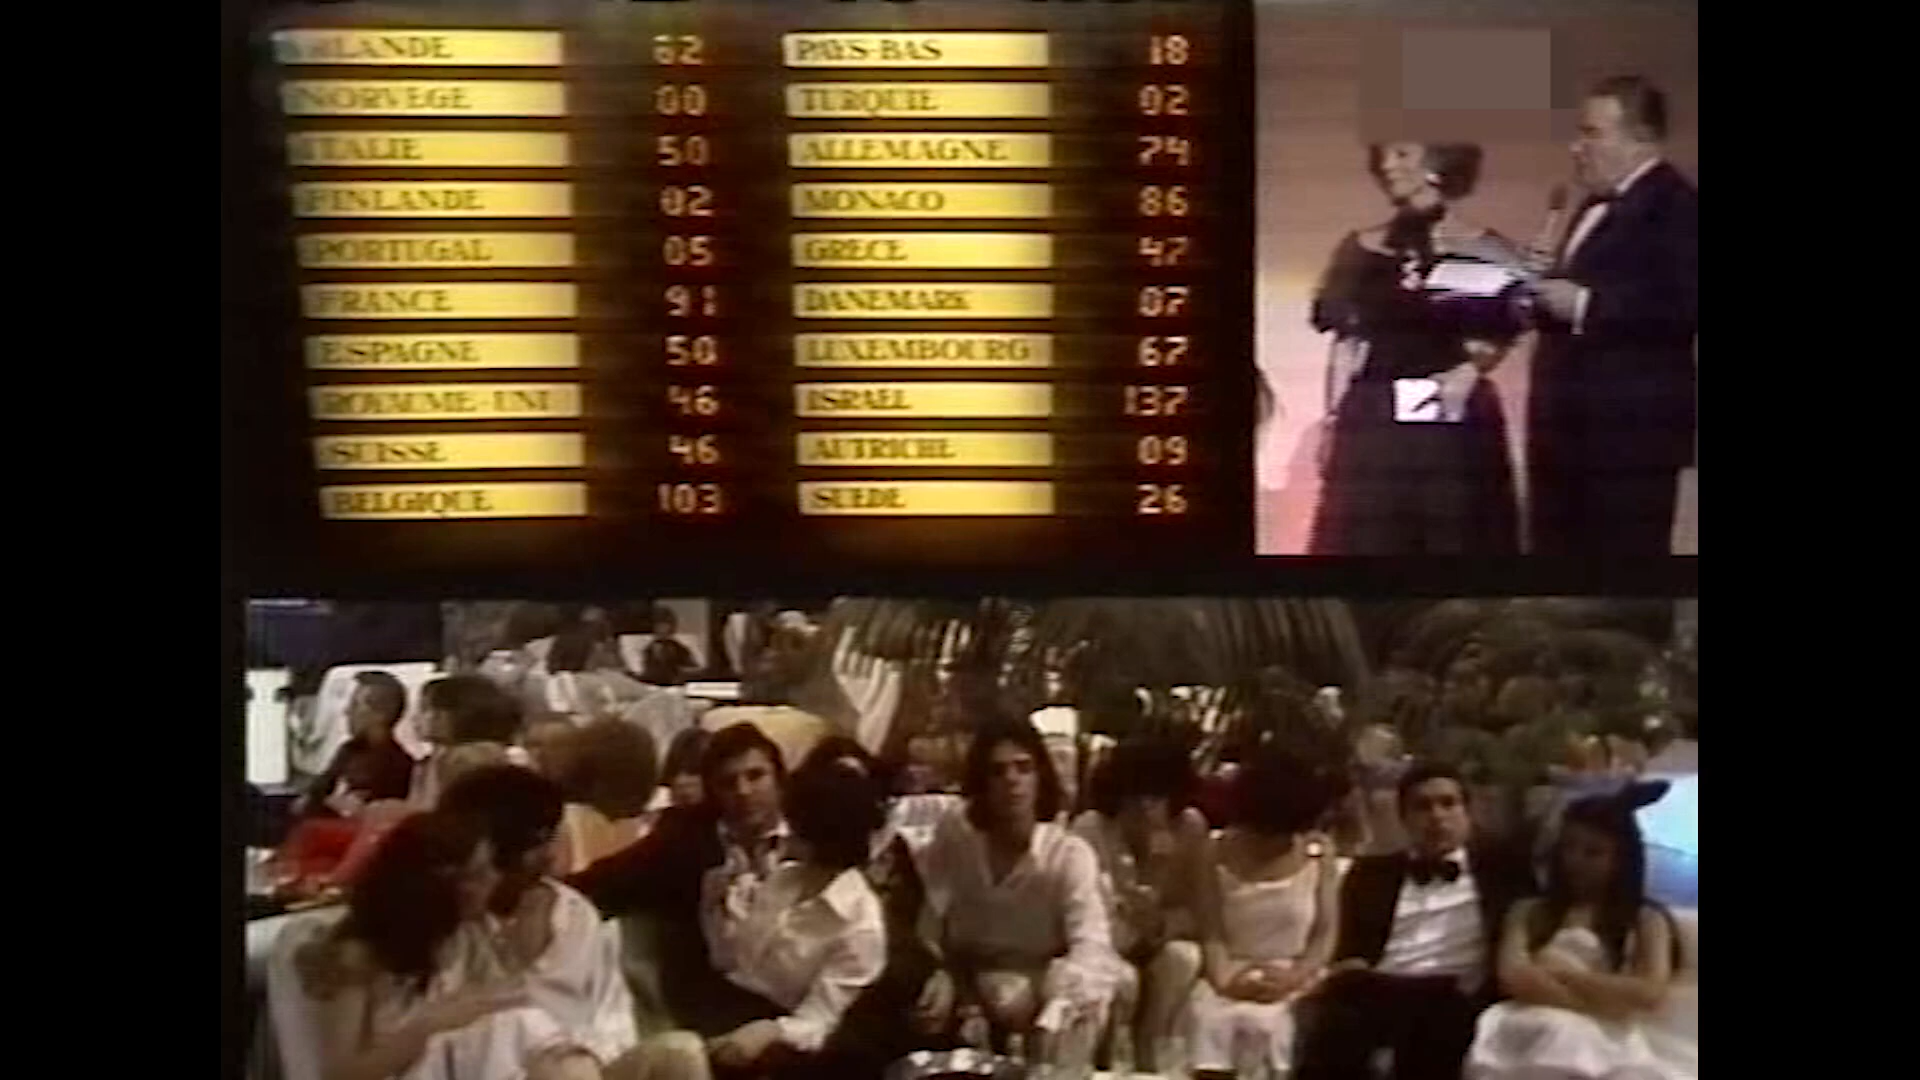 IRLANDE 62 PAYS-BAS 18
NORVEGE 00 TURQUIE 02
ITALIE 50 ALLEMAGNE 74
FINLANDE 02 MONACO 86
PORTUGAL 05 GRECE 47
FRANCE 91 DANEMARK 07
ESPAGNE 50 LUXEMBOURG 67
ROYAUME-UNI 46 ISRAEL 137
SUISSE 46 AUTRICHE 09
BELGIQUE 103 SUEDE 26